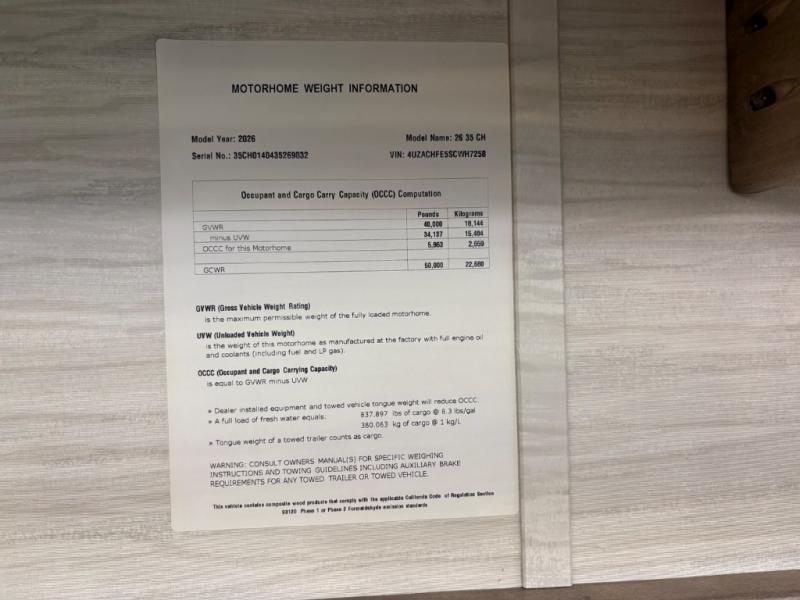 MOTORHOME WEIGHT INFORMATION
Model Year: 2026 Model Name: 26 35 CH
Serial No.: 35CH0140435269032 VIN: 4UZACHFE5SCWH7258
Occupant and Cargo Carry Capacity (OCCC) Computation
Pounds Kilograms
GVWR 40,000 18,144
minus UVW 34,137 15,484
OCCC for this Motorhome 5,863 2,659
GCWR 50,000 22,680
GVWR (Gross Vehicle Weight Rating)
is the maximum permissible weight of the fully loaded motorhome.
UVW (Unloaded Vehicle Weight)
is the weight of this motorhome as manufactured at the factory with full engine oil
and coolants (including fuel and LP gas).
OCCC (Occupant and Cargo Carrying Capacity)
is equal to GVWR minus UVW
» Dealer installed equipment and towed vehicle tongue weight will reduce OCCC.
» A full load of fresh water equals: 837.897 lbs of cargo @ 8.3 lbs/gal
380.063 kg of cargo @ 1 kg/L
» Tongue weight of a towed trailer counts as cargo.
WARNING: CONSULT OWNERS MANUAL(S) FOR SPECIFIC WEIGHING
INSTRUCTIONS AND TOWING GUIDELINES INCLUDING AUXILIARY BRAKE
REQUIREMENTS FOR ANY TOWED TRAILER OR TOWED VEHICLE.
This vehicle contains composite wood products that comply with the applicable California Code of Regulation Section
93120 Phase 1 or Phase 2 Formaldehyde emission standards